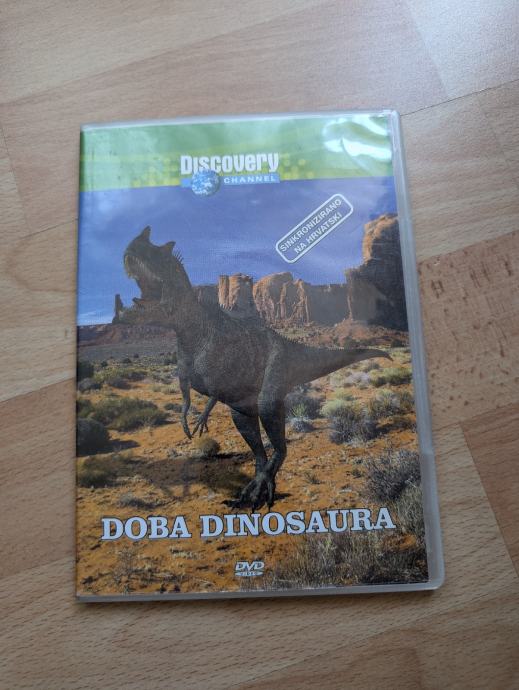 Discovery
CHANNEL
SINKRONIZIRANO
NA HRVATSKI
DOBA DINOSAURA
DVD
VIDEO